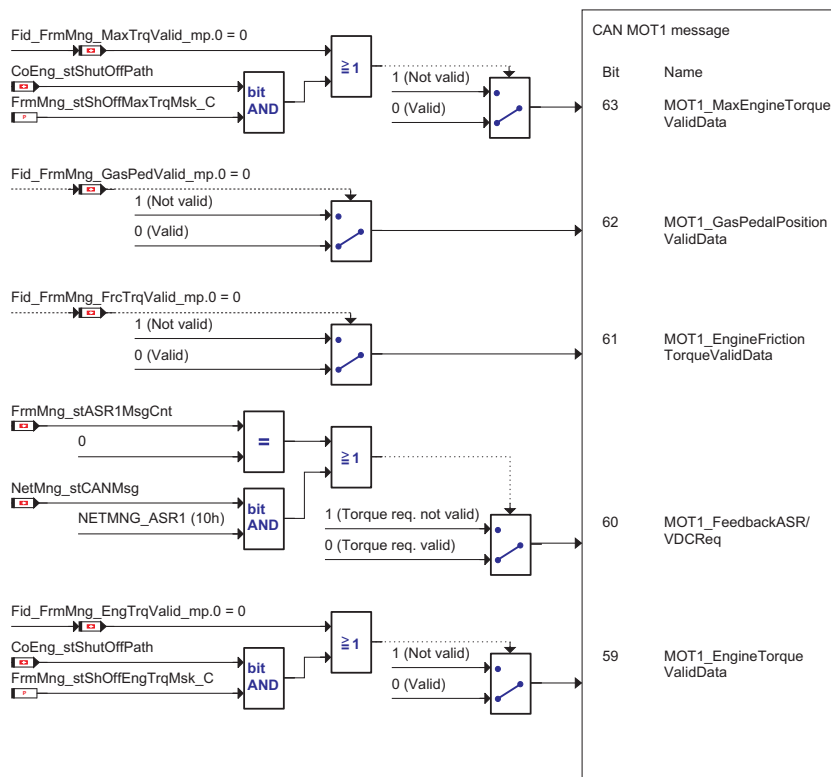 Fid_FrmMng_MaxTrqValid_mp.0 = 0
CoEng_stShutOffPath
FrmMng_stShOffMaxTrqMsk_C
P
bit
AND
≧1
1 (Not valid)
0 (Valid)
CAN MOT1 message
Bit Name
63 MOT1_MaxEngineTorque
ValidData
Fid_FrmMng_GasPedValid_mp.0 = 0
1 (Not valid)
0 (Valid)
62 MOT1_GasPedalPosition
ValidData
Fid_FrmMng_FrcTrqValid_mp.0 = 0
1 (Not valid)
0 (Valid)
61 MOT1_EngineFriction
TorqueValidData
FrmMng_stASR1MsgCnt
0
=
≧1
NetMng_stCANMsg
NETMNG_ASR1 (10h)
bit
AND
1 (Torque req. not valid)
0 (Torque req. valid)
60 MOT1_FeedbackASR/
VDCReq
Fid_FrmMng_EngTrqValid_mp.0 = 0
CoEng_stShutOffPath
FrmMng_stShOffEngTrqMsk_C
P
bit
AND
≧1
1 (Not valid)
0 (Valid)
59 MOT1_EngineTorque
ValidData